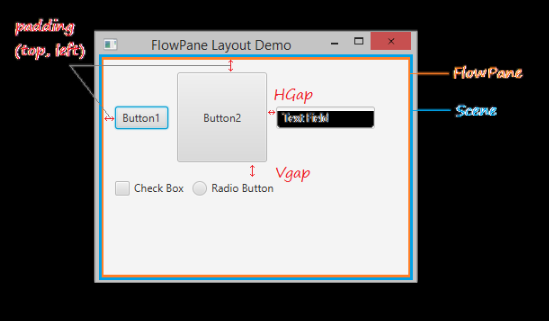 padding
(top, left)
FlowPane Layout Demo
FlowPane
HGap
Scene
Button1
Button2
Text Field
Vgap
Check Box
Radio Button